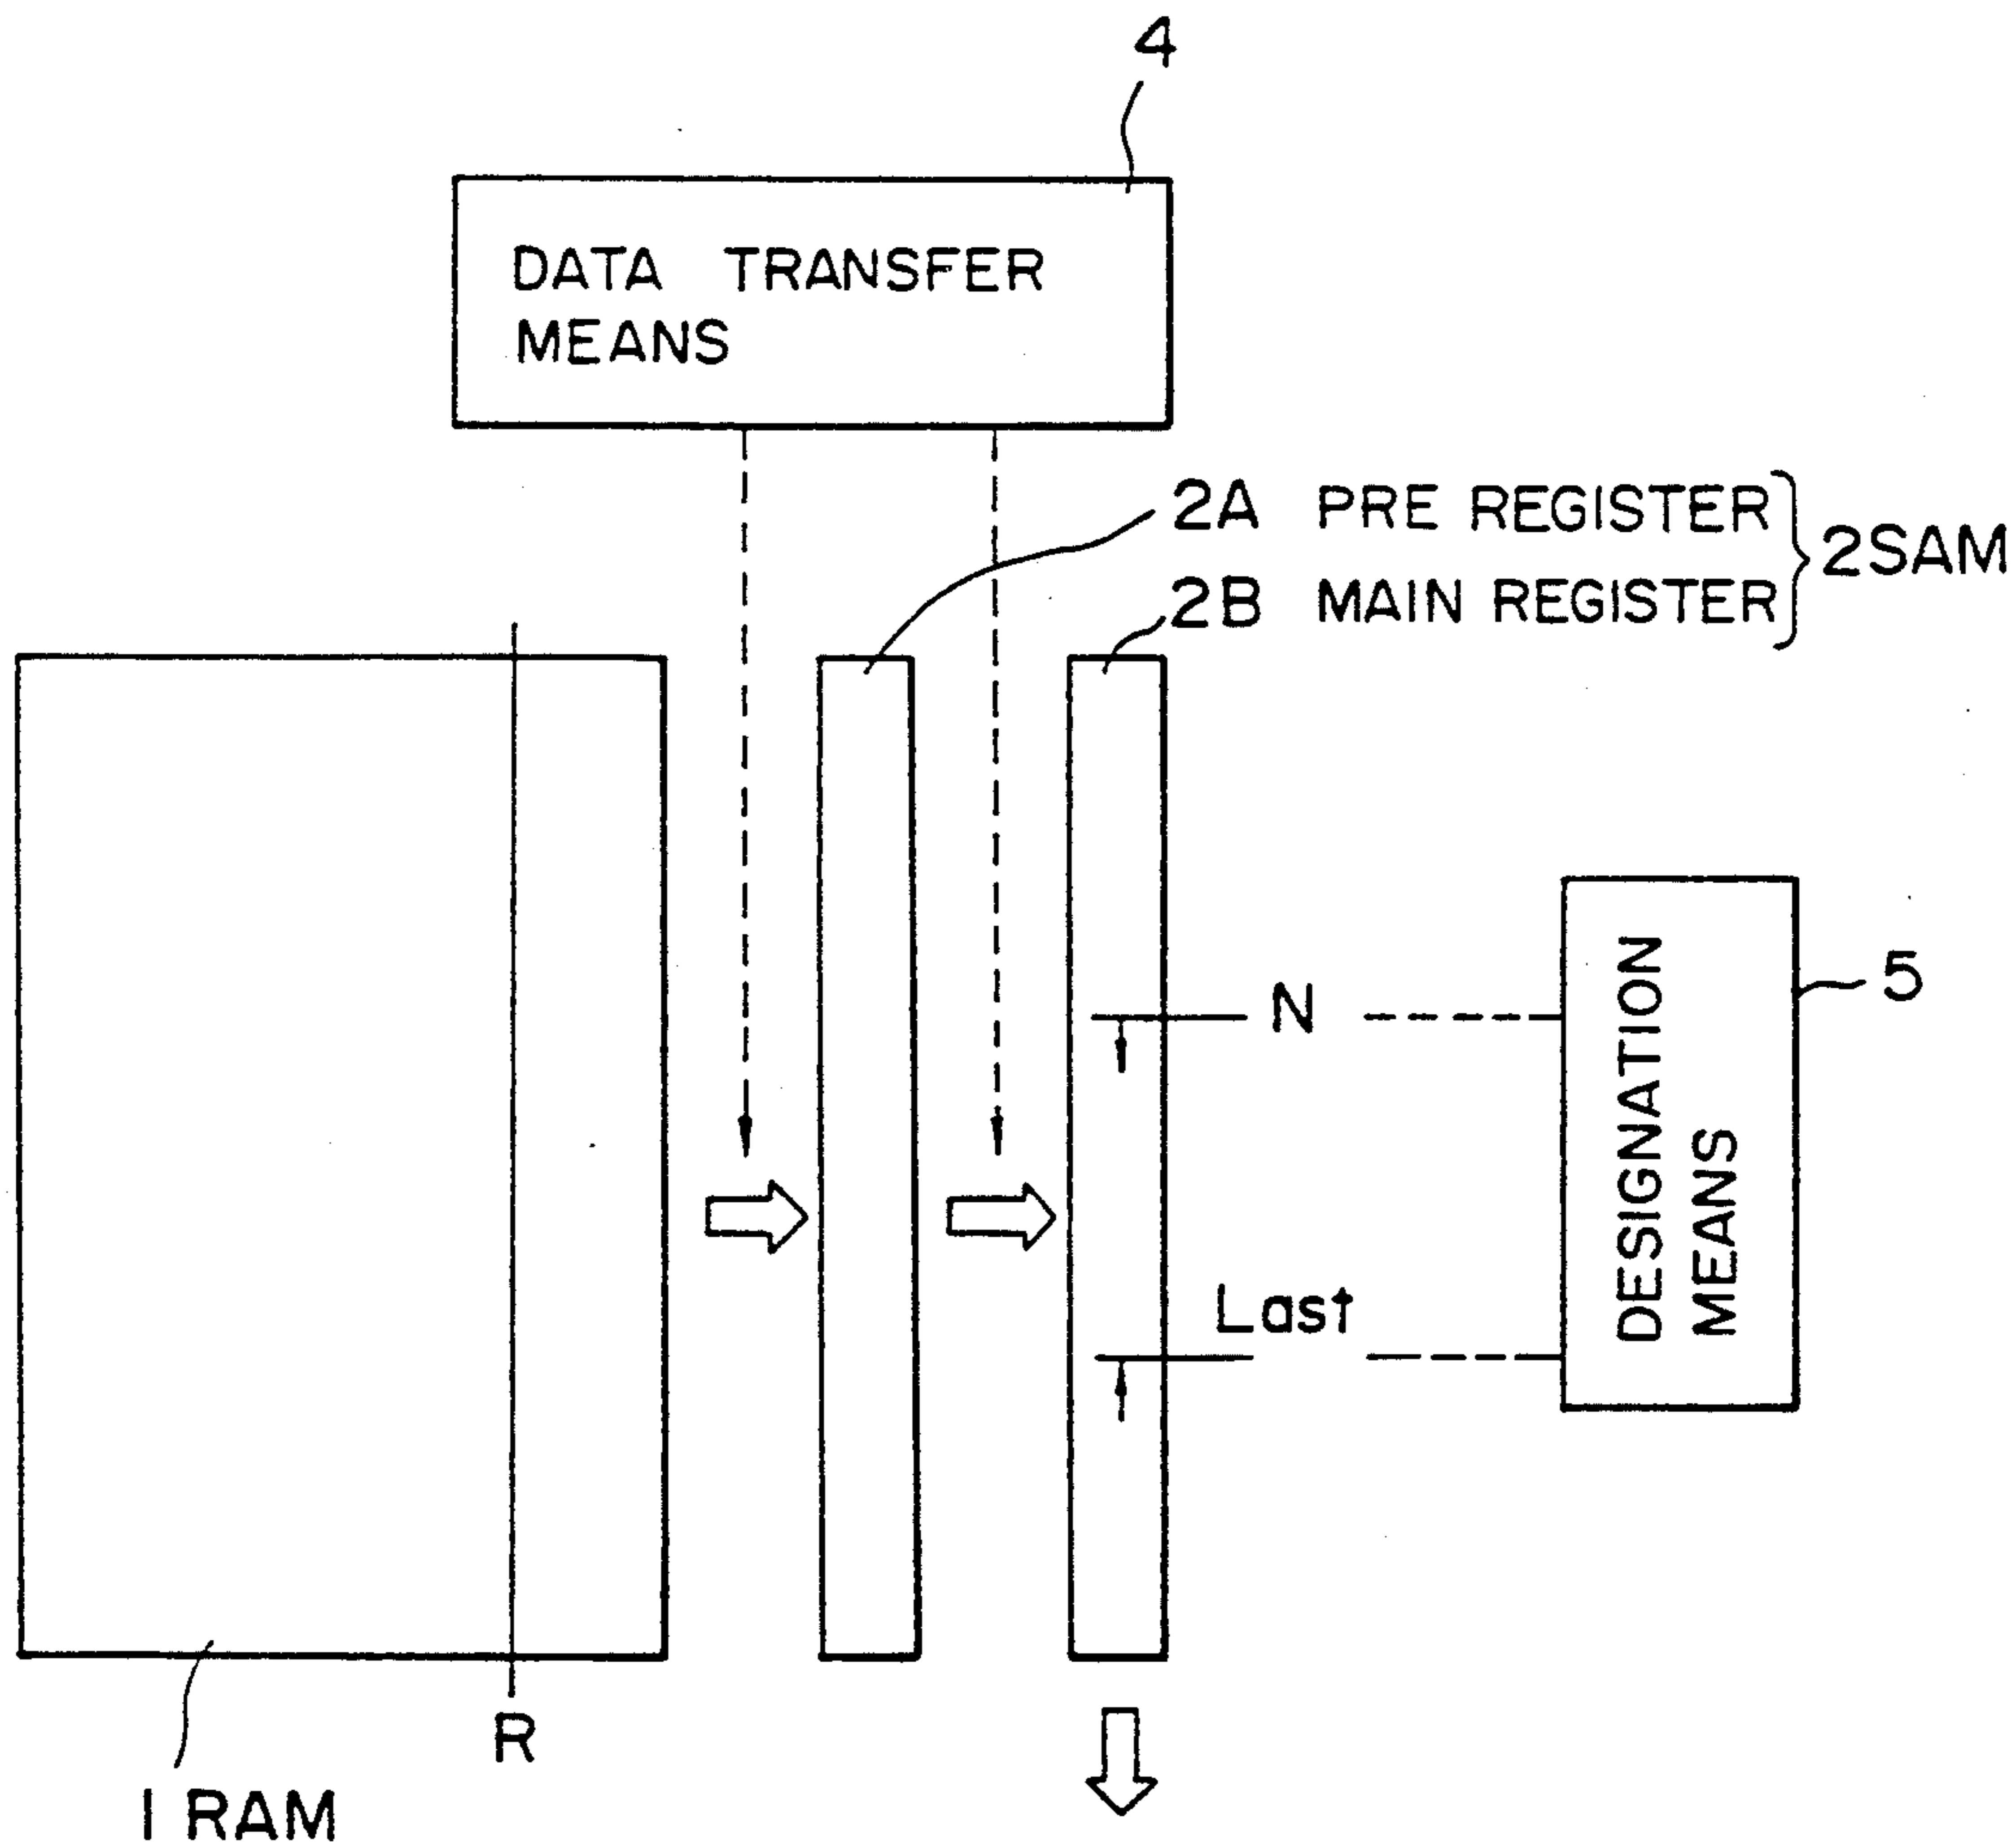 4
DATA TRANSFER
MEANS
2A PRE REGISTER
2B MAIN REGISTER
2SAM
N
Last
DESIGNATION
MEANS
5
R
1 RAM